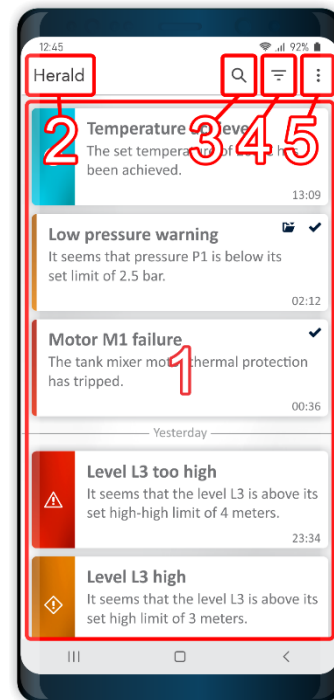 12:45
92%
Herald
2
3
4
5
Temperature
The set temperature of
been achieved.
13:09
Low pressure warning
It seems that pressure P1 is below its
set limit of 2.5 bar.
02:12
Motor M1 failure
The tank mixer motor thermal protection
has tripped.
1
00:36
Yesterday
Level L3 too high
It seems that the level L3 is above its
set high-high limit of 4 meters.
23:34
Level L3 high
It seems that the level L3 is above its
set high limit of 3 meters.